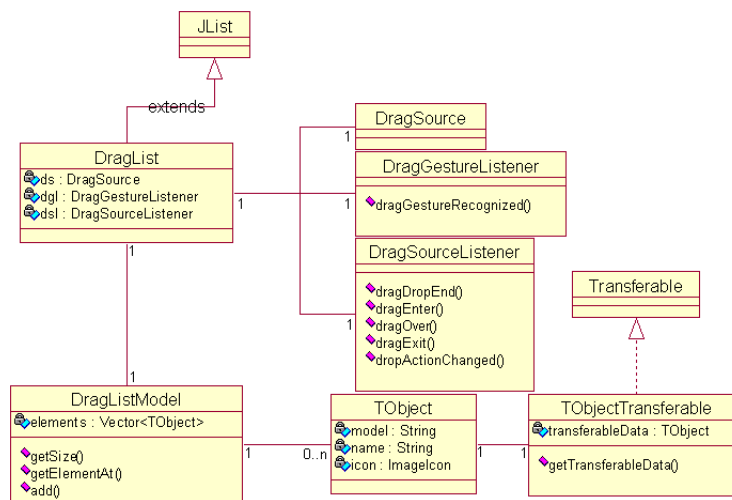 JList
extends
DragList
ds : DragSource
dgl : DragGestureListener
dsl : DragSourceListener
1
1
DragSource
1
DragGestureListener
dragGestureRecognized()
1
DragSourceListener
dragDropEnd()
dragEnter()
dragOver()
dragExit()
dropActionChanged()
1
Transferable
1
DragListModel
elements : Vector<TObject>
getSize()
getElementAt()
add()
1
0..n
TObject
model : String
name : String
icon : ImageIcon
1
1
TObjectTransferable
transferableData : TObject
getTransferableData()